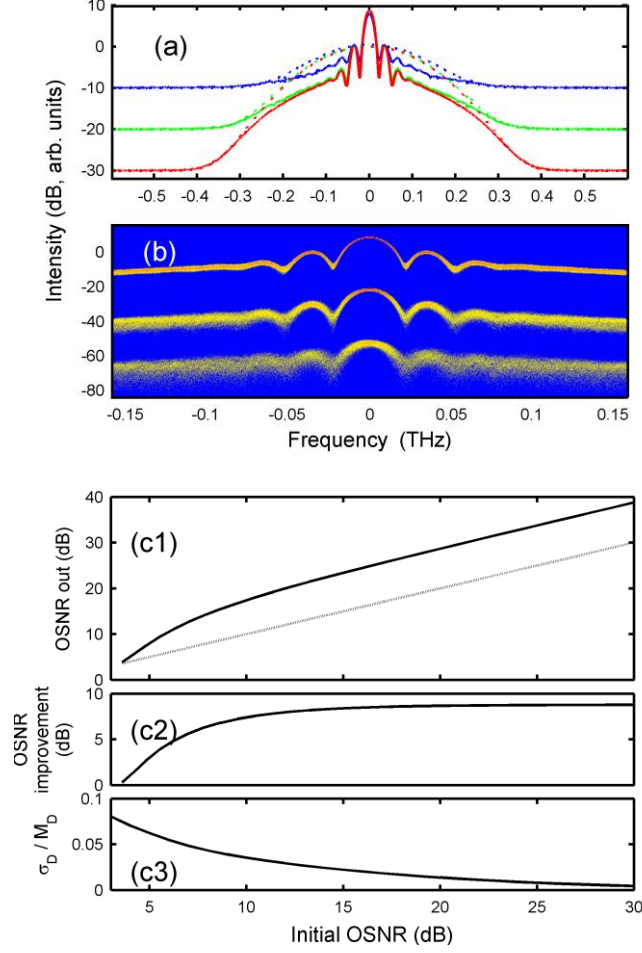 Intensity (dB, arb. units)
(a)
10
0
-10
-20
-30
-0.5 -0.4 -0.3 -0.2 -0.1 0 0.1 0.2 0.3 0.4 0.5
(b)
0
-20
-40
-60
-80
-0.15 -0.1 -0.05 0 0.05 0.1 0.15
Frequency (THz)
OSNR out (dB)
(c1)
40
30
20
10
0
OSNR
improvement
(dB)
(c2)
10
5
0
σD / MD
(c3)
0.1
0.05
0
5 10 15 20 25 30
Initial OSNR (dB)